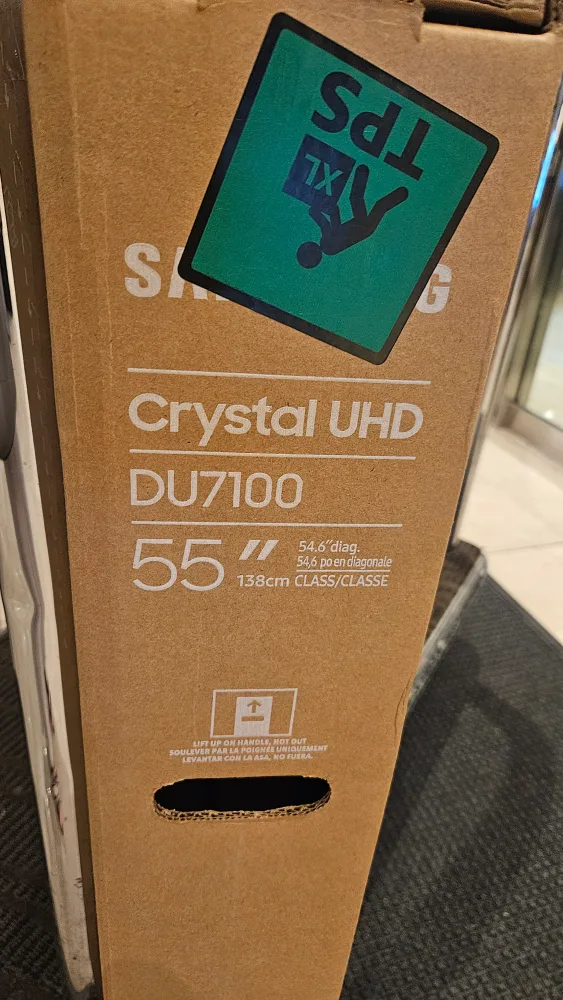 TPS
XL
SA G
Crystal UHD
DU7100
55"
54.6"diag.
54,6 po en diagonale
138cm CLASS/CLASSE
LIFT UP ON HANDLE, NOT OUT
SOULEVER PAR LA POIGNÉE UNIQUEMENT
LEVANTAR CON LA ASA, NO FUERA.